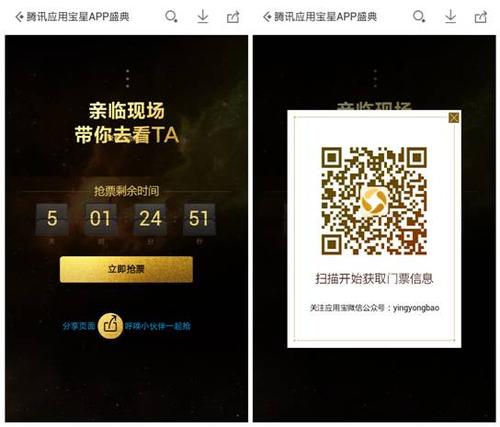 腾讯应用宝星APP盛典
亲临现场
带你去看TA
抢票剩余时间
5 01 24 51
天 时 分 秒
立即抢票
分享页面 呼唤小伙伴一起抢
腾讯应用宝星APP盛典
亲临现场
扫描开始获取门票信息
关注应用宝微信公众号：yingyongbao